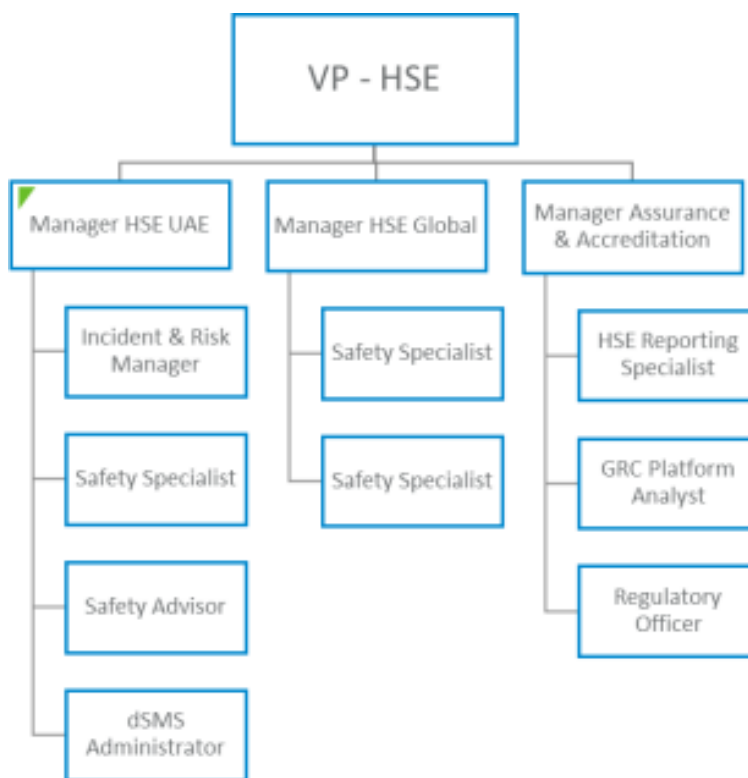 VP - HSE
Manager HSE UAE
Manager HSE Global
Manager Assurance
& Accreditation
Incident & Risk
Manager
Safety Specialist
Safety Advisor
dSMS
Administrator
Safety Specialist
Safety Specialist
HSE Reporting
Specialist
GRC Platform
Analyst
Regulatory
Officer